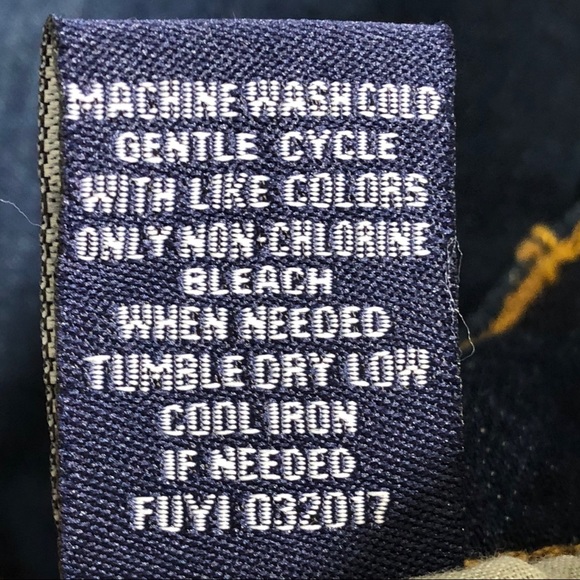 MACHINE WASH COLD
GENTLE CYCLE
WITH LIKE COLORS
ONLY NON-CHLORINE
BLEACH
WHEN NEEDED
TUMBLE DRY LOW
COOL IRON
IF NEEDED
FUYI 032017